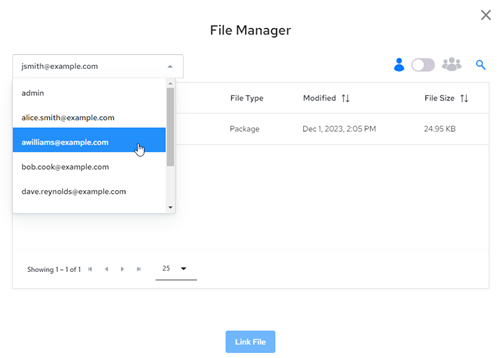 File Manager
jsmith@example.com
admin
alice.smith@example.com
awilliams@example.com
bob.cook@example.com
dave.reynolds@example.com
File Type Modified File Size
Package Dec 1, 2023, 2:05 PM 24.95 KB
Showing 1 – 1 of 1 25
Link File